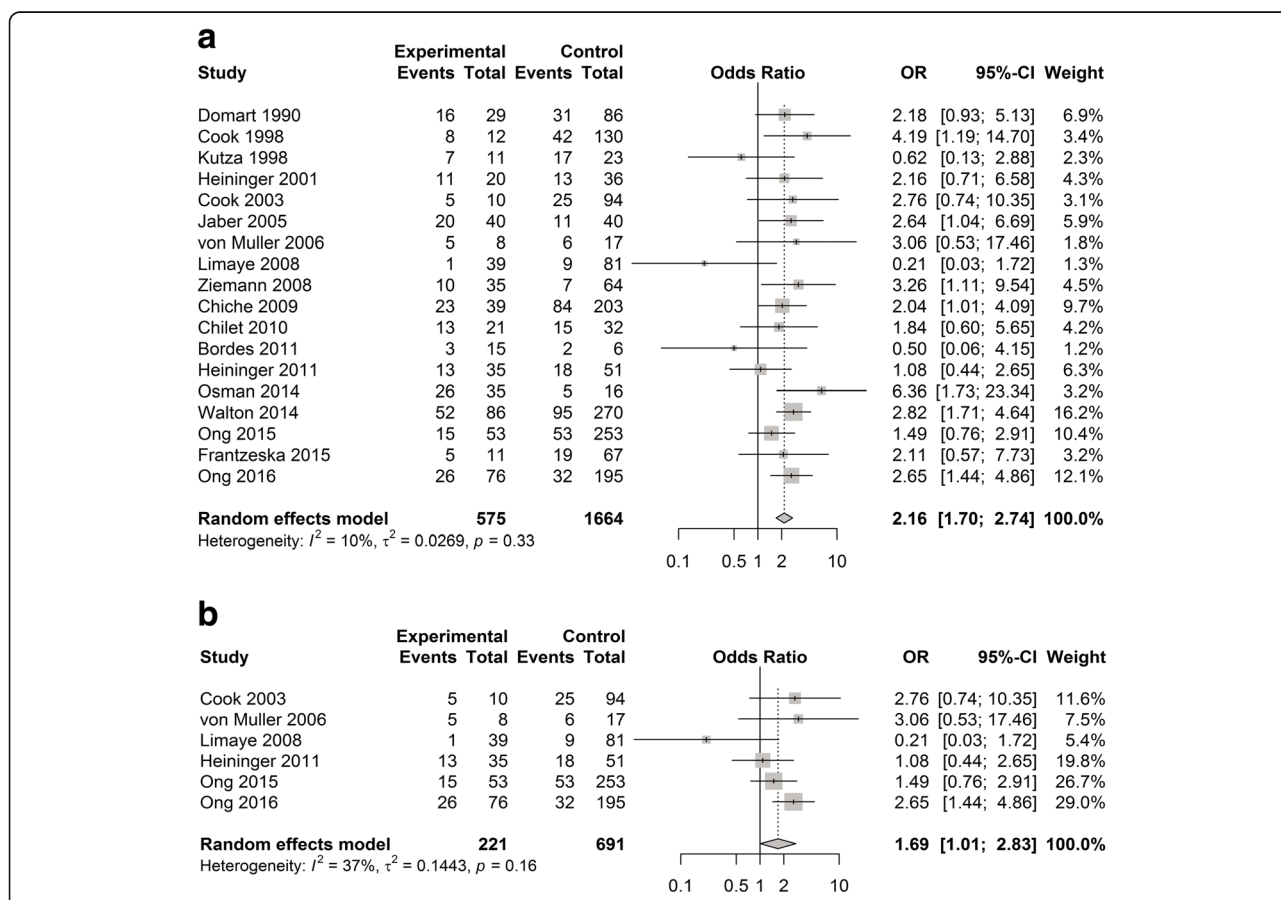 a
Experimental Control
Study Events Total Events Total Odds Ratio OR 95%-CI Weight
Domart 1990 16 29 31 86 2.18 [0.93; 5.13] 6.9%
Cook 1998 8 12 42 130 4.19 [1.19; 14.70] 3.4%
Kutza 1998 7 11 17 23 0.62 [0.13; 2.88] 2.3%
Heininger 2001 11 20 13 36 2.16 [0.71; 6.58] 4.3%
Cook 2003 5 10 25 94 2.76 [0.74; 10.35] 3.1%
Jaber 2005 20 40 11 40 2.64 [1.04; 6.69] 5.9%
von Muller 2006 5 8 6 17 3.06 [0.53; 17.46] 1.8%
Limaye 2008 1 39 9 81 0.21 [0.03; 1.72] 1.3%
Ziemann 2008 10 35 7 64 3.26 [1.11; 9.54] 4.5%
Chiche 2009 23 39 84 203 2.04 [1.01; 4.09] 9.7%
Chilet 2010 13 21 15 32 1.84 [0.60; 5.65] 4.2%
Bordes 2011 3 15 2 6 0.50 [0.06; 4.15] 1.2%
Heininger 2011 13 35 18 51 1.08 [0.44; 2.65] 6.3%
Osman 2014 26 35 5 16 6.36 [1.73; 23.34] 3.2%
Walton 2014 52 86 95 270 2.82 [1.71; 4.64] 16.2%
Ong 2015 15 53 53 253 1.49 [0.76; 2.91] 10.4%
Frantzeska 2015 5 11 19 67 2.11 [0.57; 7.73] 3.2%
Ong 2016 26 76 32 195 2.65 [1.44; 4.86] 12.1%
Random effects model 575 1664 2.16 [1.70; 2.74] 100.0%
Heterogeneity: I² = 10%, τ² = 0.0269, p = 0.33
0.1 0.5 1 2 10
b
Experimental Control
Study Events Total Events Total Odds Ratio OR 95%-CI Weight
Cook 2003 5 10 25 94 2.76 [0.74; 10.35] 11.6%
von Muller 2006 5 8 6 17 3.06 [0.53; 17.46] 7.5%
Limaye 2008 1 39 9 81 0.21 [0.03; 1.72] 5.4%
Heininger 2011 13 35 18 51 1.08 [0.44; 2.65] 19.8%
Ong 2015 15 53 53 253 1.49 [0.76; 2.91] 26.7%
Ong 2016 26 76 32 195 2.65 [1.44; 4.86] 29.0%
Random effects model 221 691 1.69 [1.01; 2.83] 100.0%
Heterogeneity: I² = 37%, τ² = 0.1443, p = 0.16
0.1 0.5 1 2 10